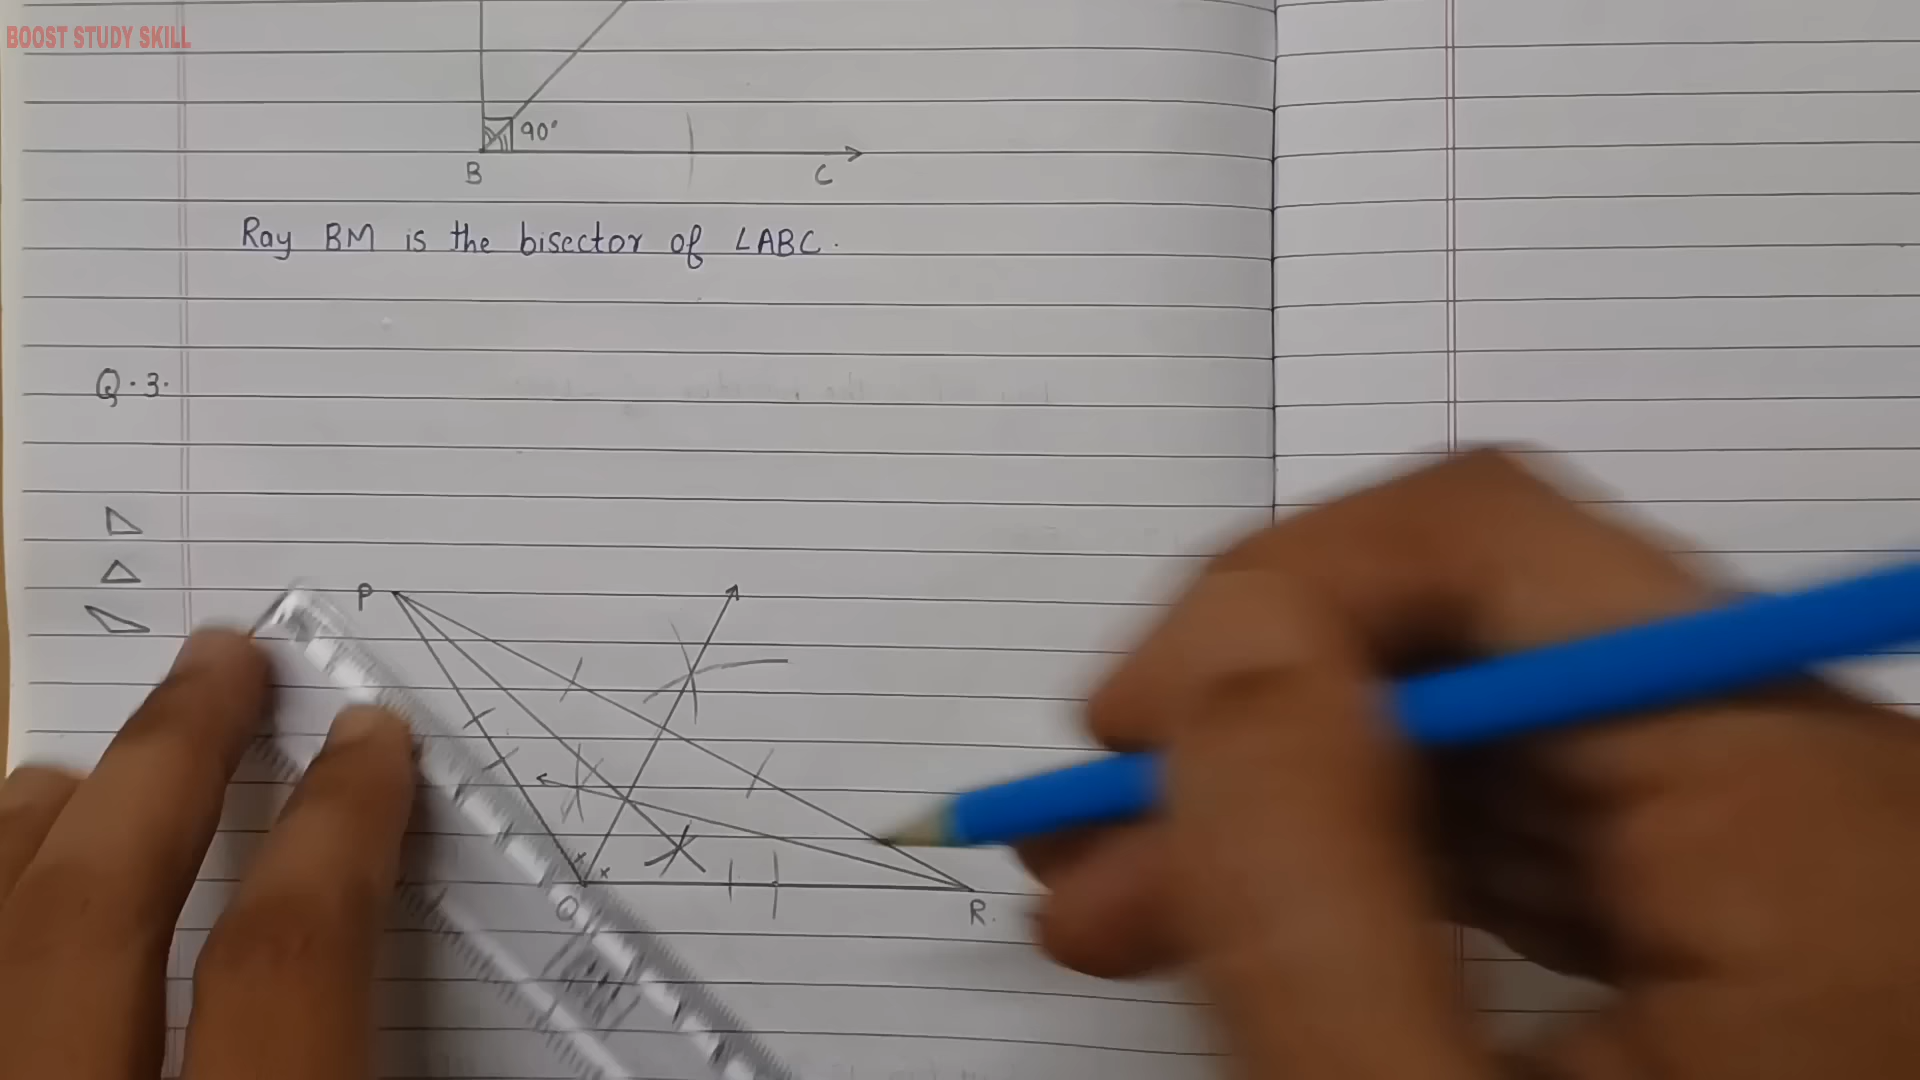 BOOST STUDY SKILL
90°
B
C
Ray BM is the bisector of ∠ABC.
Q.3.
P
x x
Q
R.